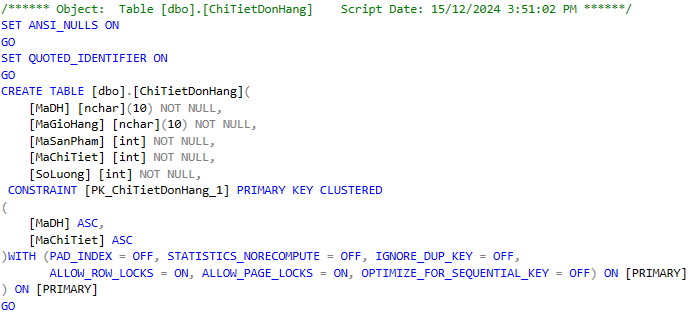 /****** Object:  Table [dbo].[ChiTietDonHang]    Script Date: 15/12/2024 3:51:02 PM ******/
SET ANSI_NULLS ON
GO
SET QUOTED_IDENTIFIER ON
GO
CREATE TABLE [dbo].[ChiTietDonHang](
    [MaDH] [nchar](10) NOT NULL,
    [MaGioHang] [nchar](10) NOT NULL,
    [MaSanPham] [int] NOT NULL,
    [MaChiTiet] [int] NOT NULL,
    [SoLuong] [int] NOT NULL,
 CONSTRAINT [PK_ChiTietDonHang_1] PRIMARY KEY CLUSTERED
(
    [MaDH] ASC,
    [MaChiTiet] ASC
)WITH (PAD_INDEX = OFF, STATISTICS_NORECOMPUTE = OFF, IGNORE_DUP_KEY = OFF,
       ALLOW_ROW_LOCKS = ON, ALLOW_PAGE_LOCKS = ON, OPTIMIZE_FOR_SEQUENTIAL_KEY = OFF) ON [PRIMARY]
) ON [PRIMARY]
GO